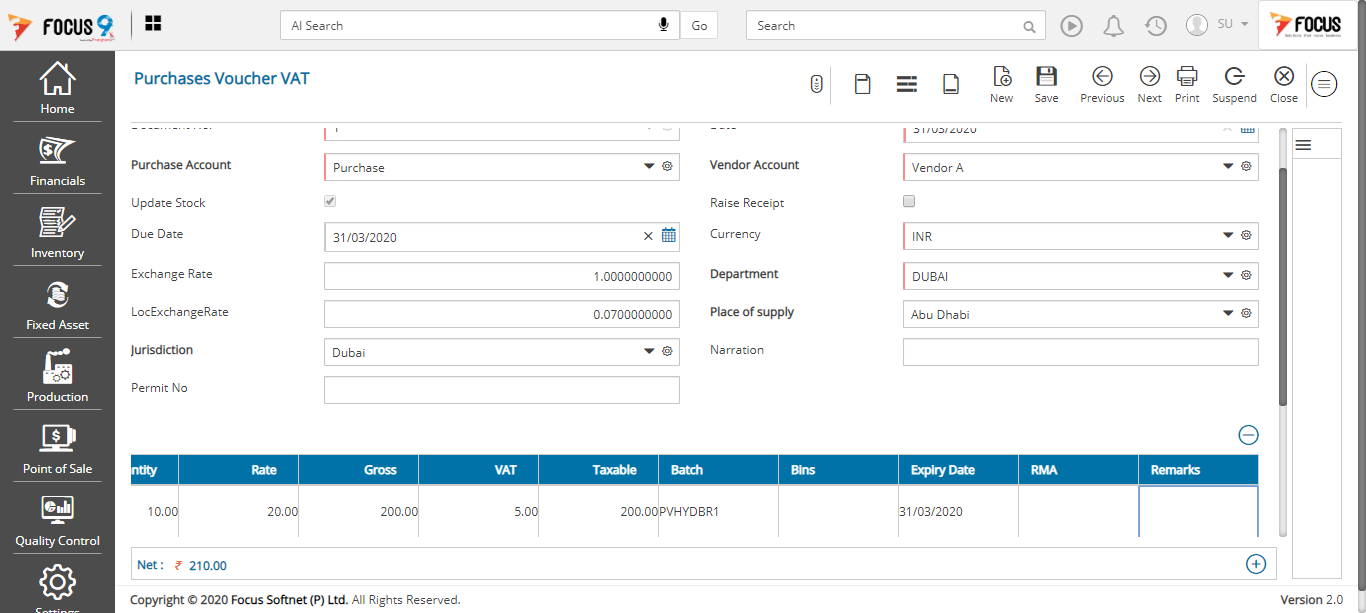 FOCUS 9
AI Search
Go
Search
SU
FOCUS
Home
Financials
Inventory
Fixed Asset
Production
Point of Sale
Quality Control
Settings
Purchases Voucher VAT
New Save Previous Next Print Suspend Close
Document No. 1 Date 31/03/2020
Purchase Account Purchase Vendor Account Vendor A
Update Stock Raise Receipt
Due Date 31/03/2020 Currency INR
Exchange Rate 1.0000000000 Department DUBAI
LocExchangeRate 0.0700000000 Place of supply Abu Dhabi
Jurisdiction Dubai Narration
Permit No
ntity Rate Gross VAT Taxable Batch Bins Expiry Date RMA Remarks
10.00 20.00 200.00 5.00 200.00 PVHYDBR1 31/03/2020
Net : ₹ 210.00
Copyright © 2020 Focus Softnet (P) Ltd. All Rights Reserved. Version 2.0